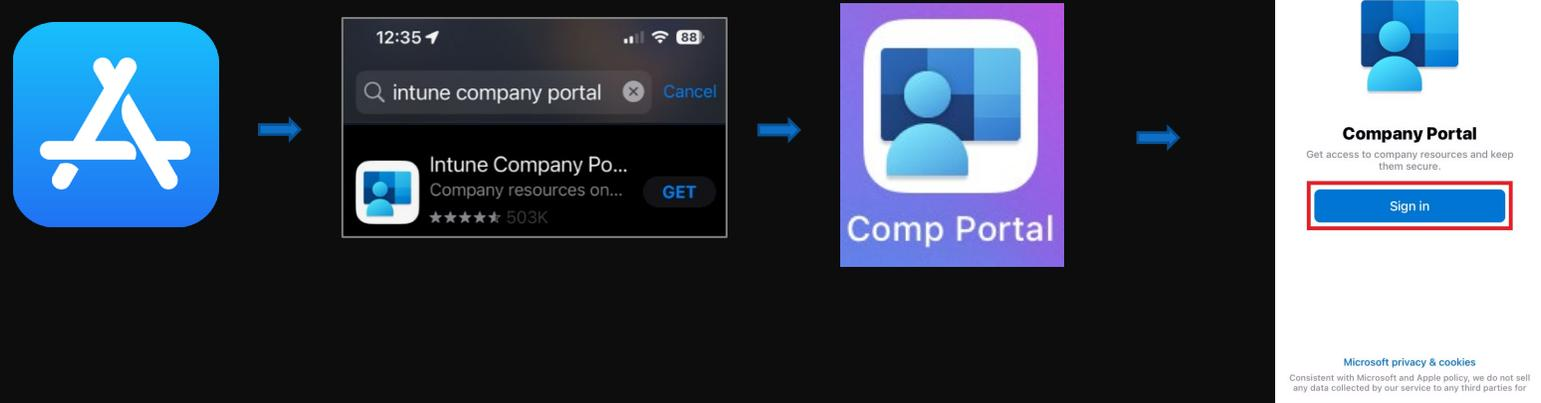 12:35
88
intune company portal
Cancel
Intune Company Po...
Company resources on...
GET
503K
Comp Portal
Company Portal
Get access to company resources and keep
them secure.
Sign in
Microsoft privacy & cookies
Consistent with Microsoft and Apple policy, we do not sell
any data collected by our service to any third parties for